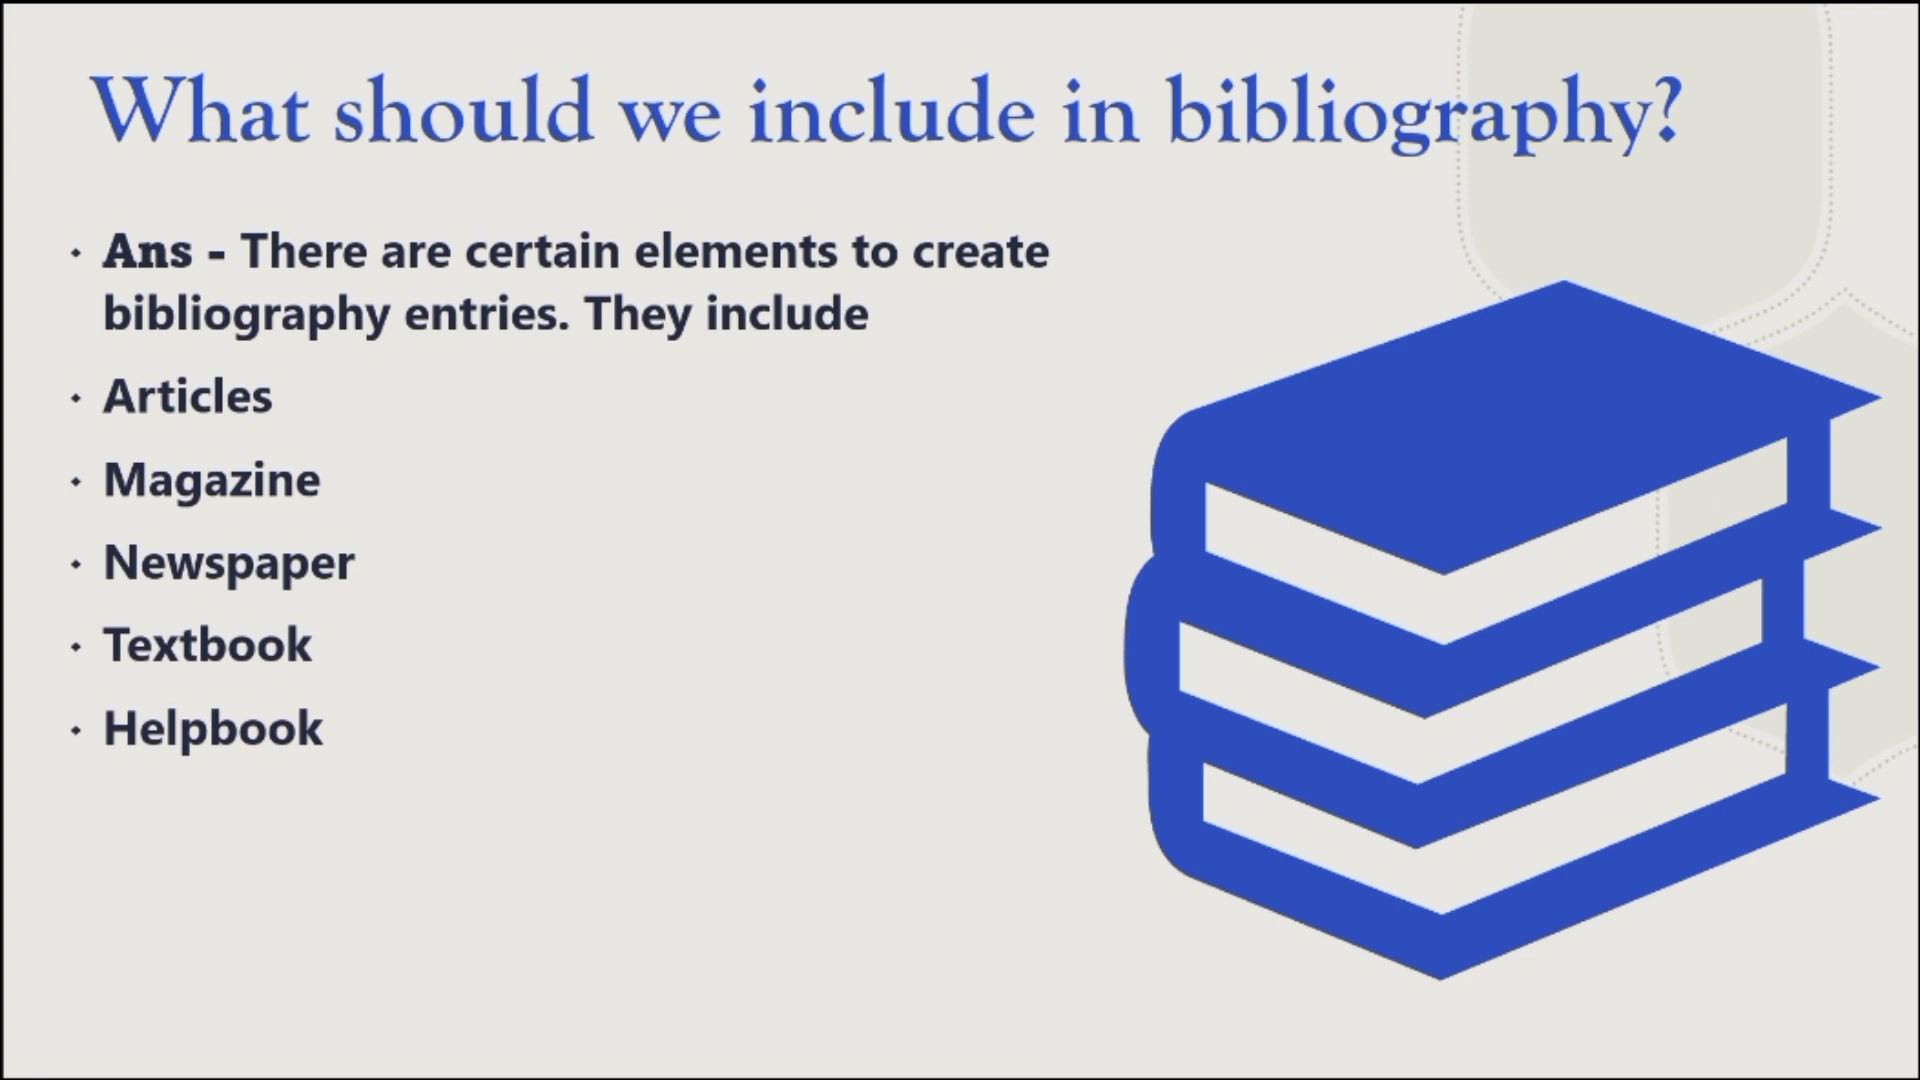 What should we include in bibliography?
• Ans - There are certain elements to create
bibliography entries. They include
• Articles
• Magazine
• Newspaper
• Textbook
• Helpbook